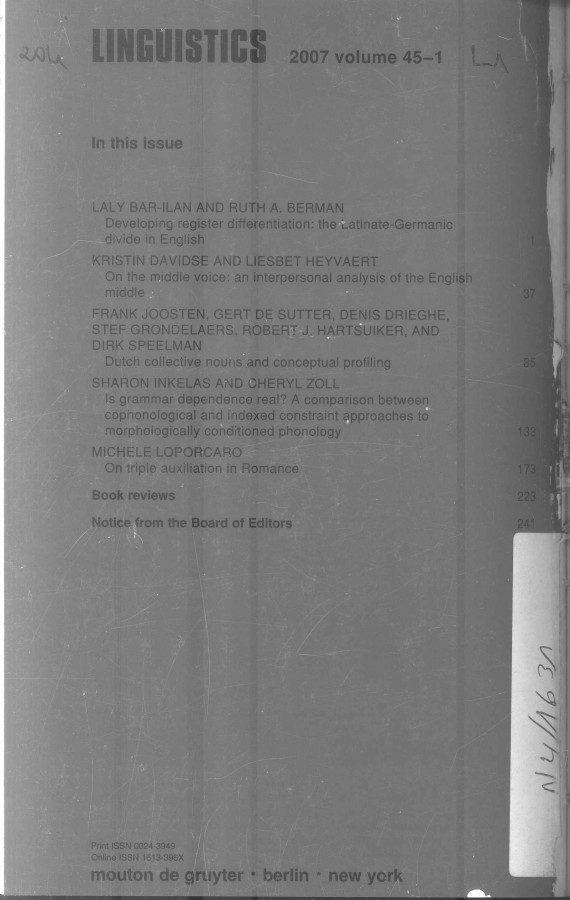 LINGUISTICS 2007 volume 45–1
In this issue
LALY BAR-ILAN AND RUTH A. BERMAN
Developing register differentiation: the Latinate-Germanic
divide in English 1
KRISTIN DAVIDSE AND LIESBET HEYVAERT
On the middle voice: an interpersonal analysis of the English
middle 37
FRANK JOOSTEN, GERT DE SUTTER, DENIS DRIEGHE,
STEF GRONDELAERS, ROBERT J. HARTSUIKER, AND
DIRK SPEELMAN
Dutch collective nouns and conceptual profiling 85
SHARON INKELAS AND CHERYL ZOLL
Is grammar dependence real? A comparison between
cophonological and indexed constraint approaches to
morphologically conditioned phonology 133
MICHELE LOPORCARO
On triple auxiliation in Romance 173
Book reviews 223
Notice from the Board of Editors 241
Print ISSN 0024-3949
Online ISSN 1613-396X
mouton de gruyter · berlin · new york